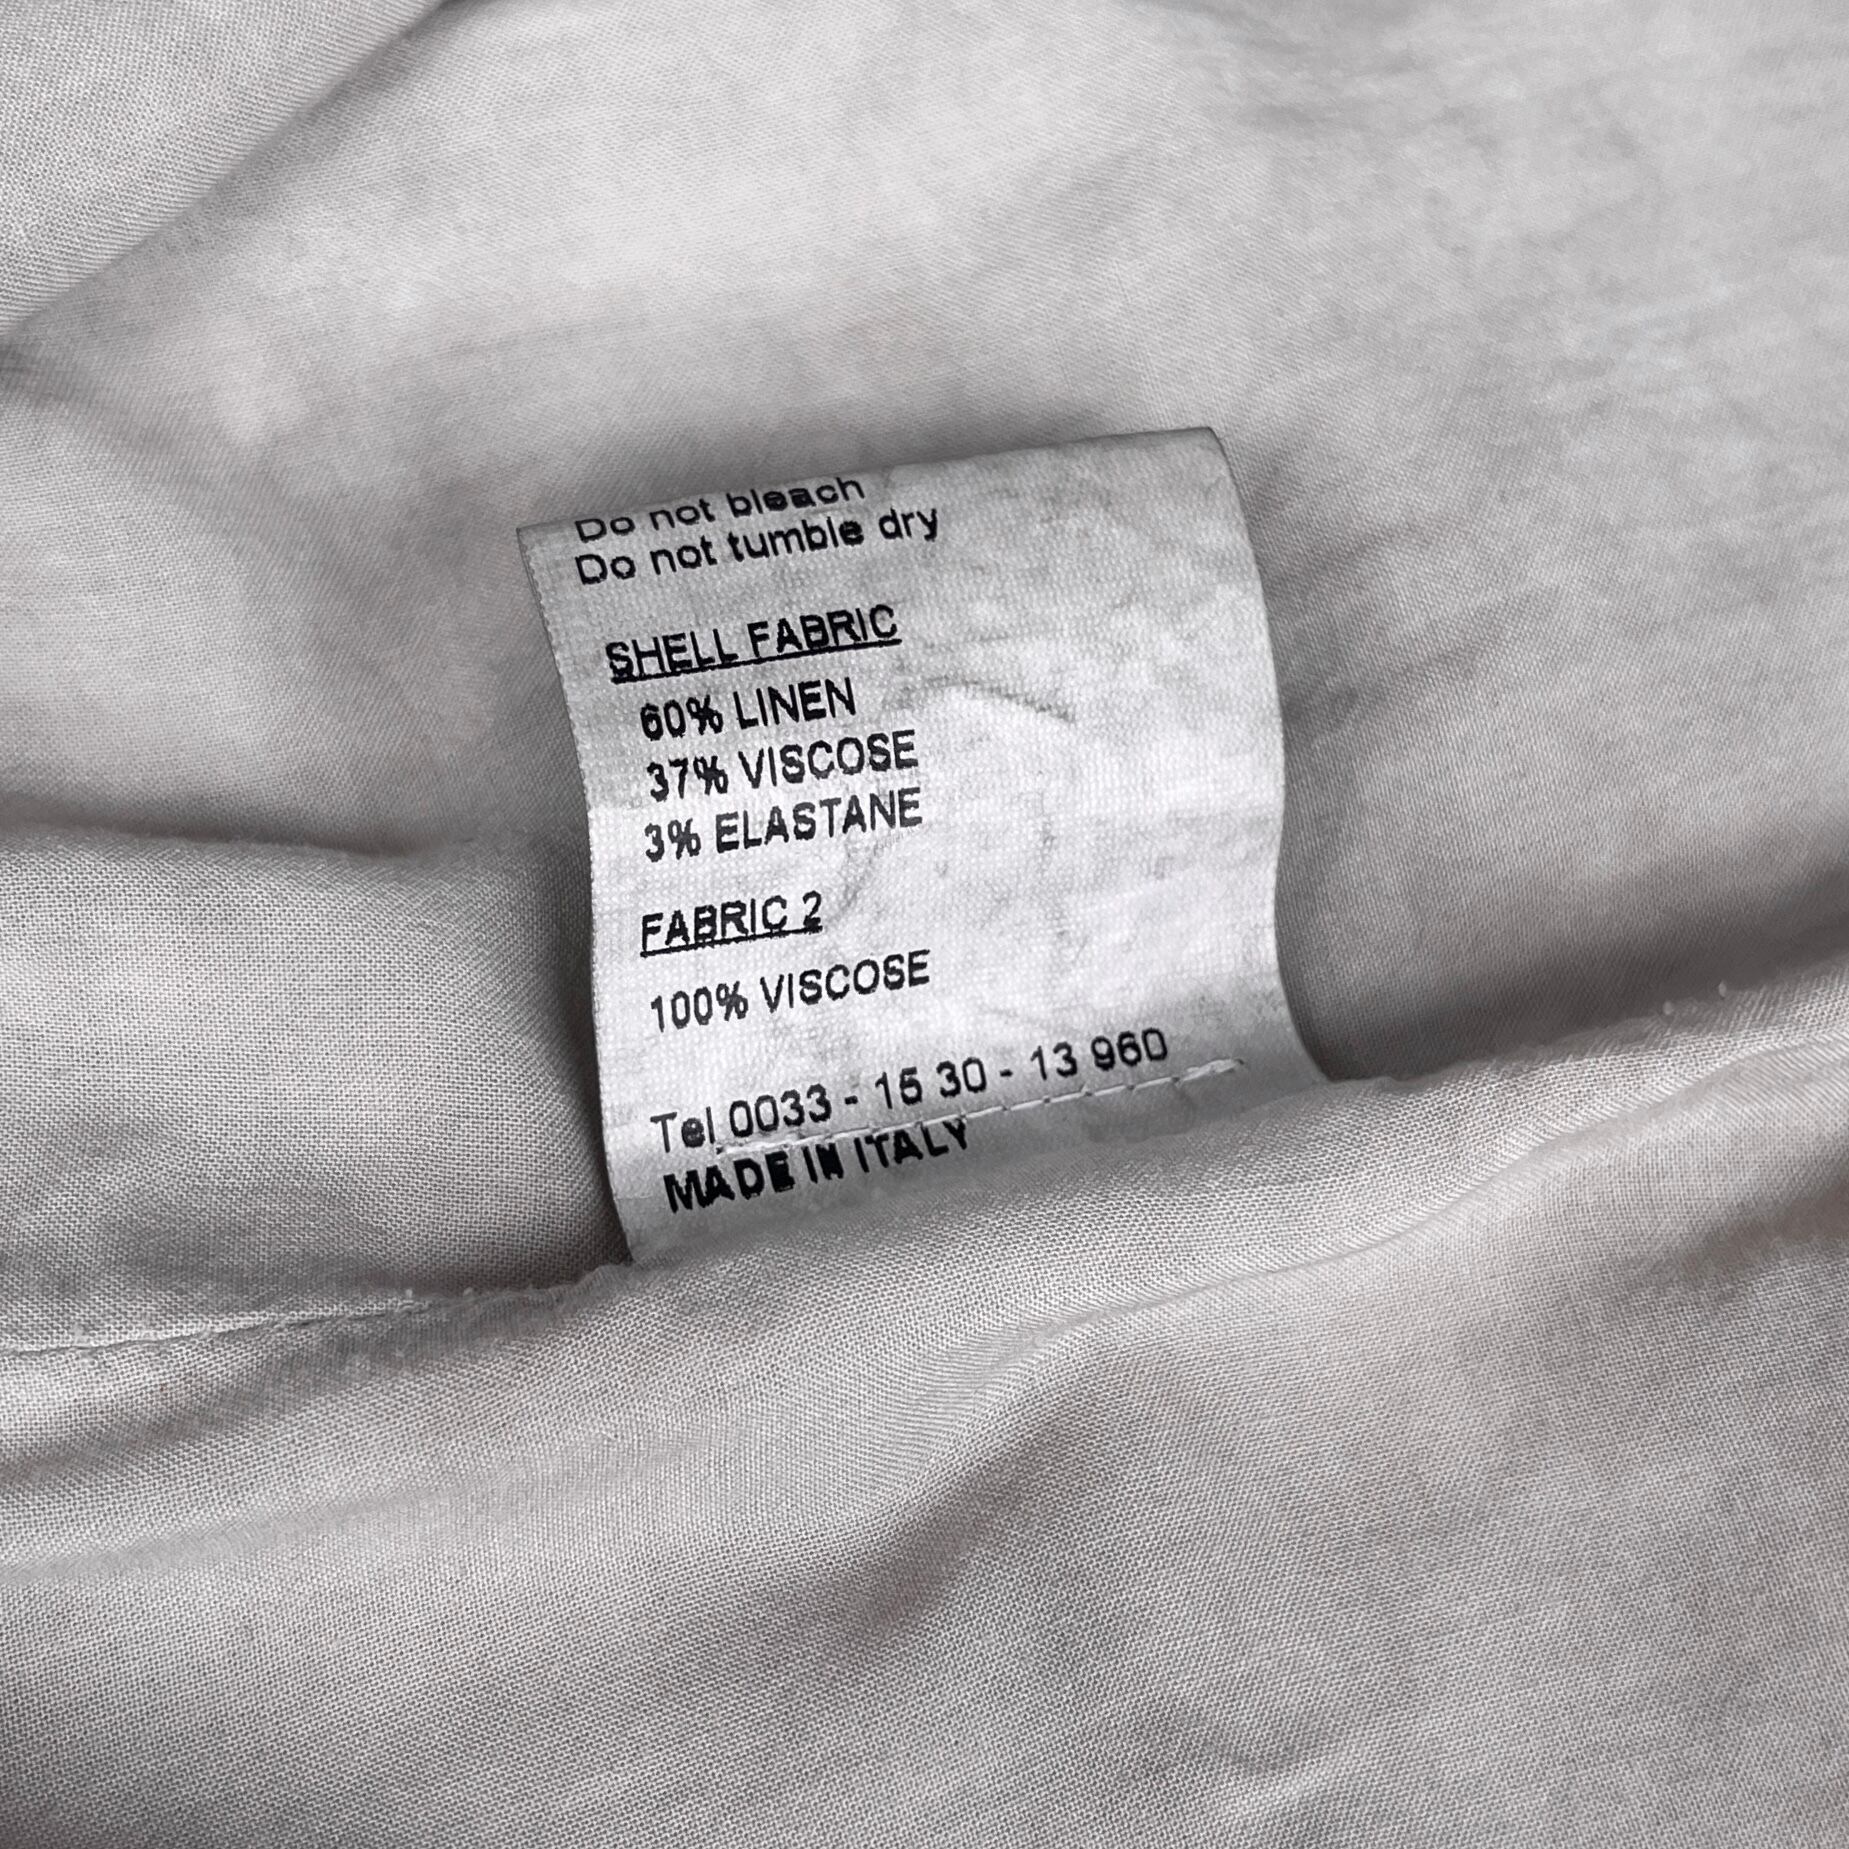 Do not bleach
Do not tumble dry
SHELL FABRIC
60% LINEN
37% VISCOSE
3% ELASTANE
FABRIC 2
100% VISCOSE
Tel 0033 - 15 30 - 13 960
MADE IN ITALY